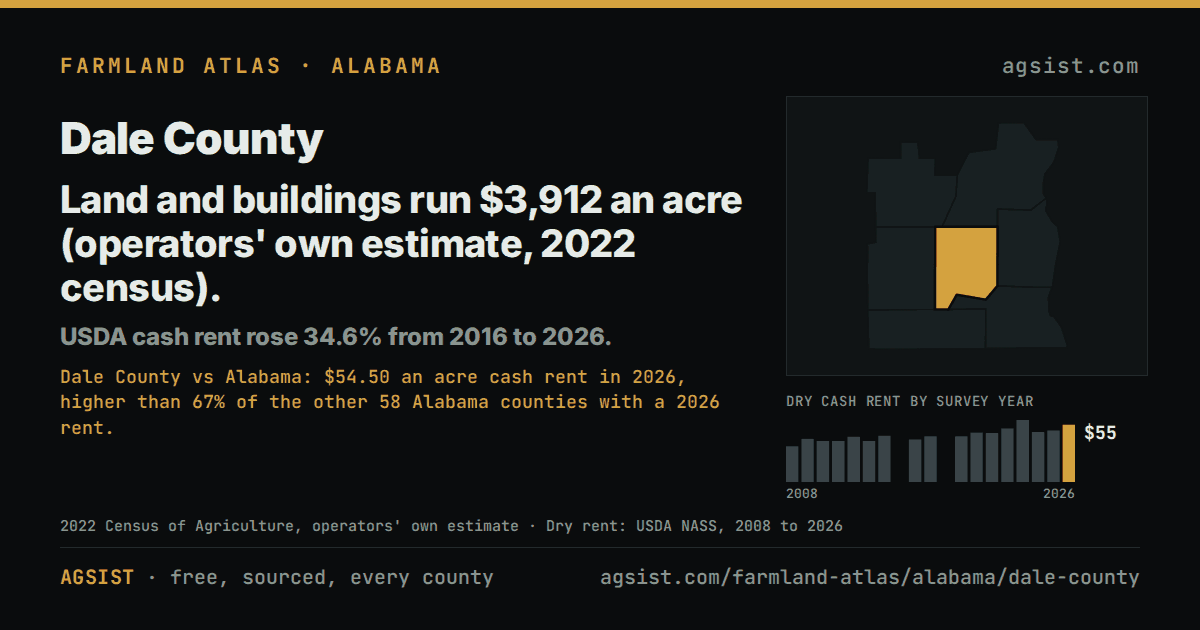 FARMLAND ATLAS · ALABAMA
agsist.com
Dale County
Land and buildings run $3,912 an acre
(operators' own estimate, 2022
census).
USDA cash rent rose 34.6% from 2016 to 2026.
Dale County vs Alabama: $54.50 an acre cash rent in 2026,
higher than 67% of the other 58 Alabama counties with a 2026
rent.
DRY CASH RENT BY SURVEY YEAR
$55
2008
2026
2022 Census of Agriculture, operators' own estimate · Dry rent: USDA NASS, 2008 to 2026
AGSIST · free, sourced, every county
agsist.com/farmland-atlas/alabama/dale-county